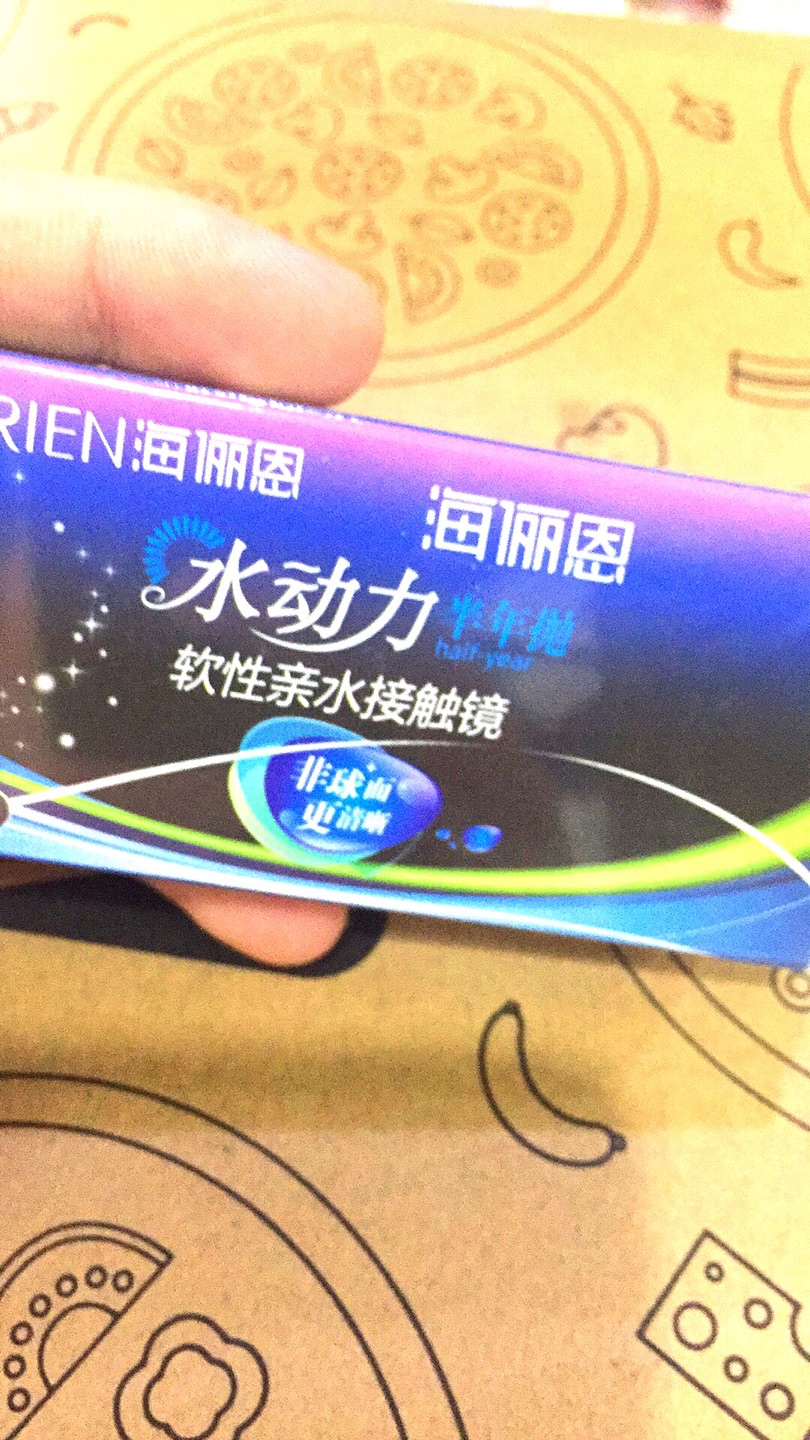 RIEN海俪恩
海俪恩
水动力半年抛
half-year
软性亲水接触镜
非球面
更清晰